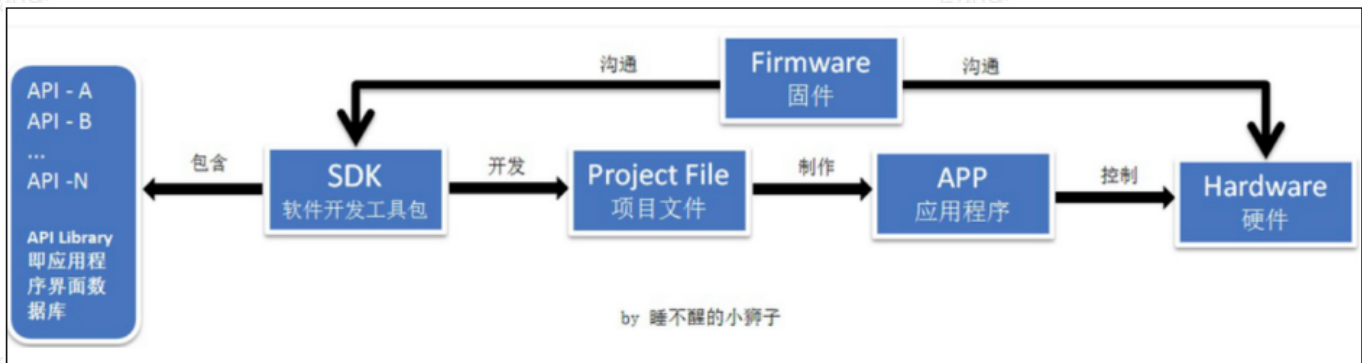 API - A
API - B
...
API -N
API Library
即应用程
序界面数
据库
包含
SDK
软件开发工具包
开发
Project File
项目文件
制作
APP
应用程序
控制
Hardware
硬件
沟通
Firmware
固件
沟通
by 睡不醒的小狮子